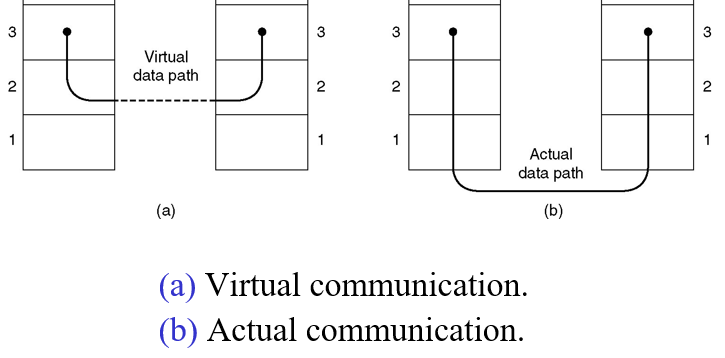 3 3 3 3
Virtual
data path
2 2 2 2
1 1 1 1
Actual
data path
(a) (b)
(a) Virtual communication.
(b) Actual communication.